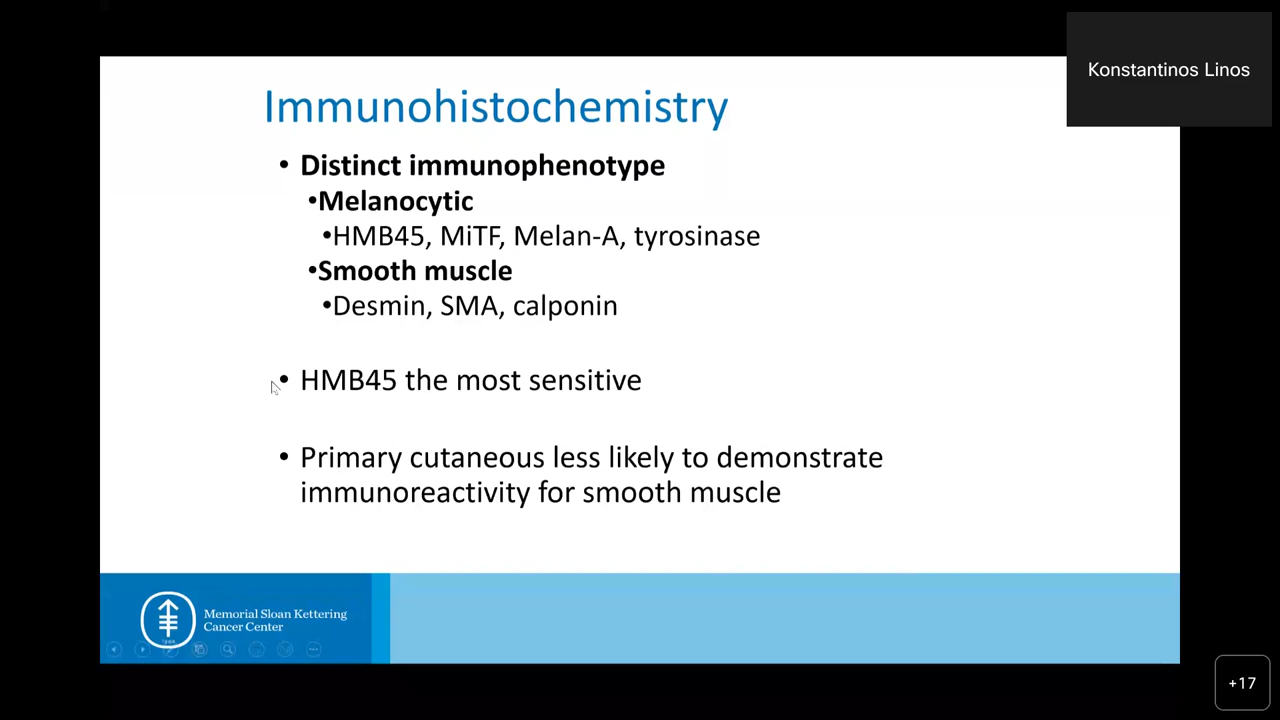 Konstantinos Linos
Immunohistochemistry
• Distinct immunophenotype
•Melanocytic
•HMB45, MiTF, Melan-A, tyrosinase
•Smooth muscle
•Desmin, SMA, calponin
• HMB45 the most sensitive
• Primary cutaneous less likely to demonstrate
immunoreactivity for smooth muscle
Memorial Sloan Kettering
Cancer Center
+17